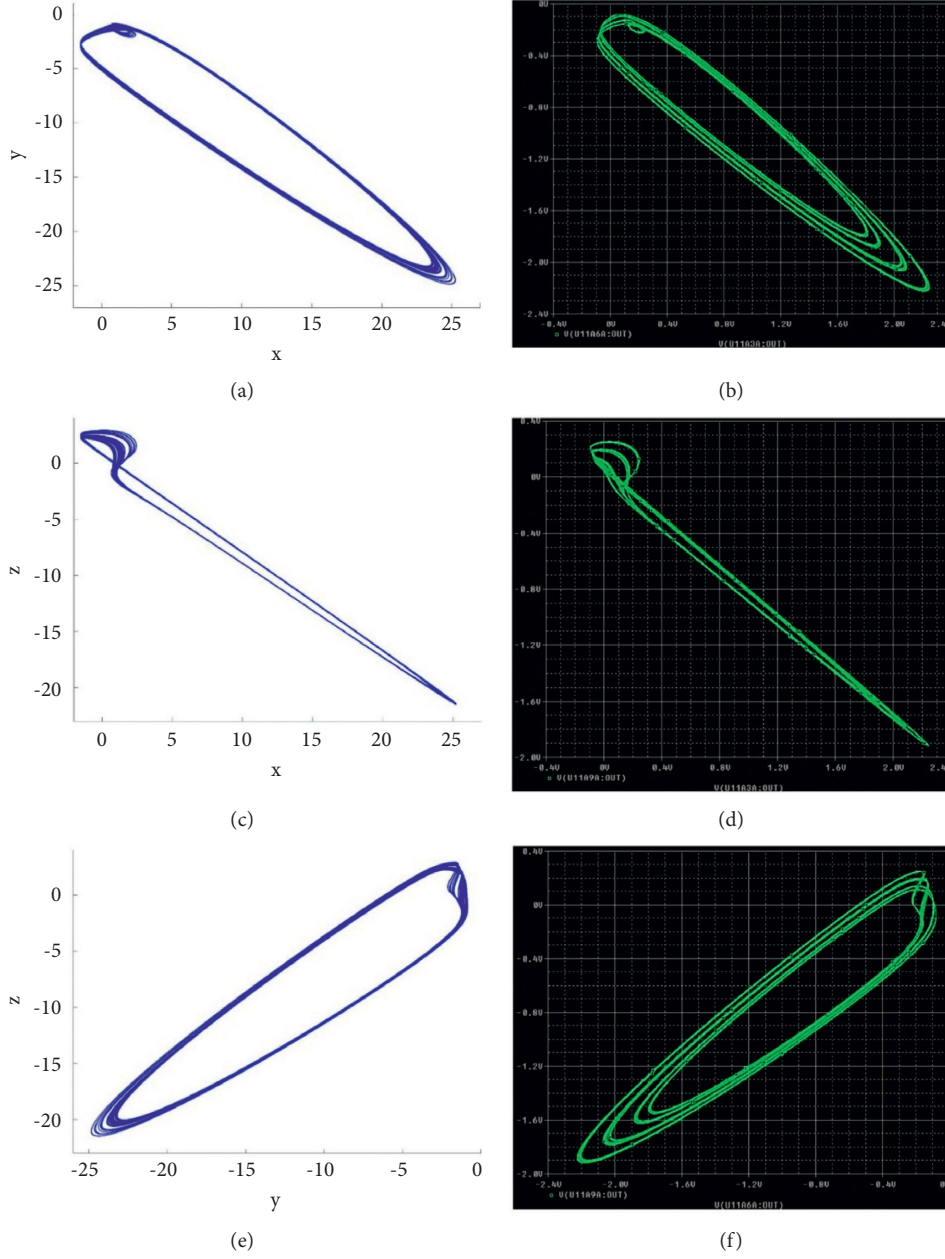 0
-5
-10
-15
-20
-25
y
0 5 10 15 20 25
x
(a)
0V
-0.4V
-0.8V
-1.2V
-1.6V
-2.0V
-2.4V
-0.4V 0V 0.4V 0.8V 1.2V 1.6V 2.0V
V(U11A6A:OUT)
V(U11A3A:OUT)
(b)
0
-5
-10
-15
-20
z
0 5 10 15 20 25
x
(c)
0.4V
0V
-0.4V
-0.8V
-1.2V
-1.6V
-2.0V
-0.4V 0V 0.4V 0.8V 1.2V 1.6V 2.0V
V(U11A9A:OUT)
V(U11A3A:OUT)
(d)
0
-5
-10
-15
-20
z
-25 -20 -15 -10 -5 0
y
(e)
0.4V
0V
-0.4V
-0.8V
-1.2V
-1.6V
-2.0V
-2.4V -2.0V -1.6V -1.2V -0.8V -0.4V
V(U11A9A:OUT)
V(U11A6A:OUT)
(f)